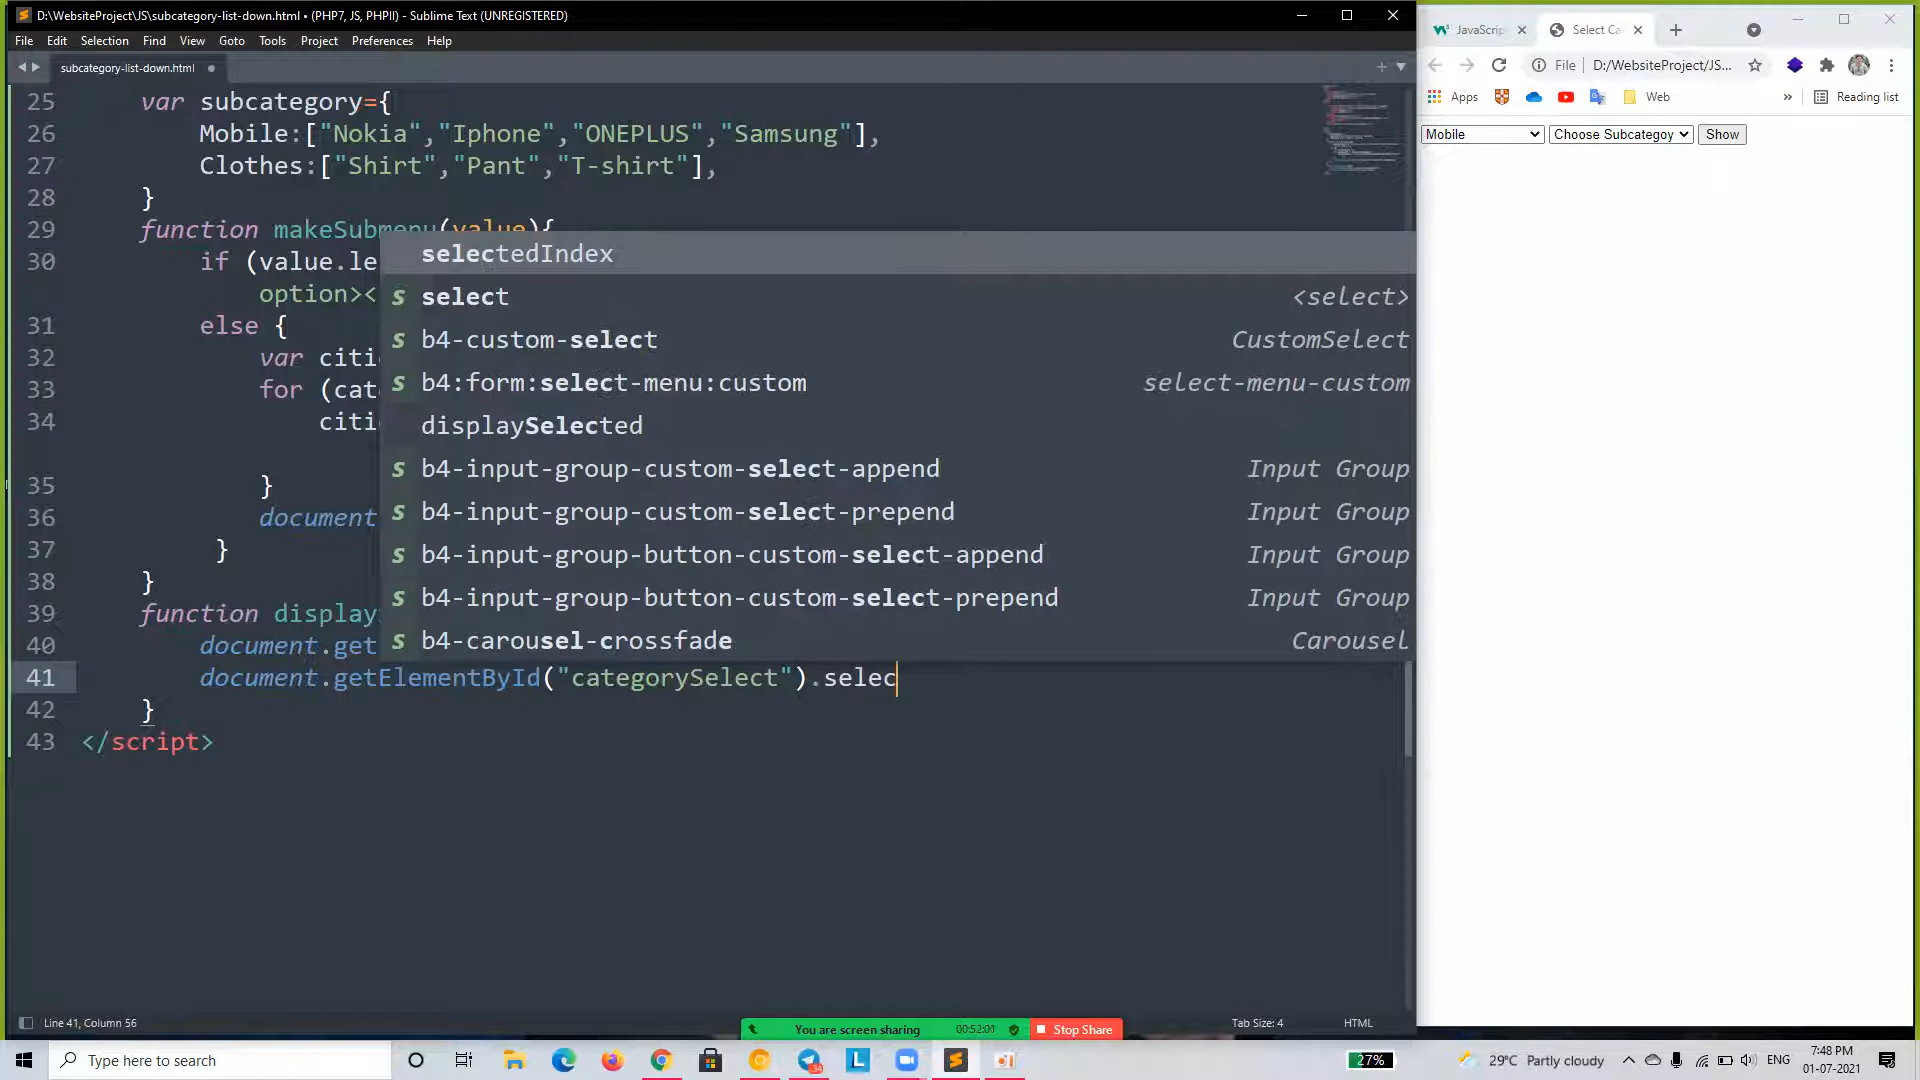 D:\WebsiteProject\JS\subcategory-list-down.html • (PHP7, JS, PHPII) - Sublime Text (UNREGISTERED)
File Edit Selection Find View Goto Tools Project Preferences Help
subcategory-list-down.html
25 var subcategory={
26 Mobile:["Nokia","Iphone","ONEPLUS","Samsung"],
27 Clothes:["Shirt","Pant","T-shirt"],
28 }
29 function makeSubmenu(value){
30 if (value.le
option><
31 else {
32 var citi
33 for (cat
34 citi
35 }
36 document
37 }
38 }
39 function display
40 document.get
41 document.getElementById("categorySelect").selec
42 }
43 </script>
selectedIndex
s select <select>
s b4-custom-select CustomSelect
s b4:form:select-menu:custom select-menu-custom
displaySelected
s b4-input-group-custom-select-append Input Group
s b4-input-group-custom-select-prepend Input Group
s b4-input-group-button-custom-select-append Input Group
s b4-input-group-button-custom-select-prepend Input Group
s b4-carousel-crossfade Carousel
Line 41, Column 56
Tab Size: 4 HTML
You are screen sharing 00:52:01 Stop Share
JavaScrip Select Ca
File D:/WebsiteProject/JS...
Apps Web » Reading list
Mobile Choose Subcategoy Show
Type here to search
34
27% 29°C Partly cloudy ENG 7:48 PM
01-07-2021